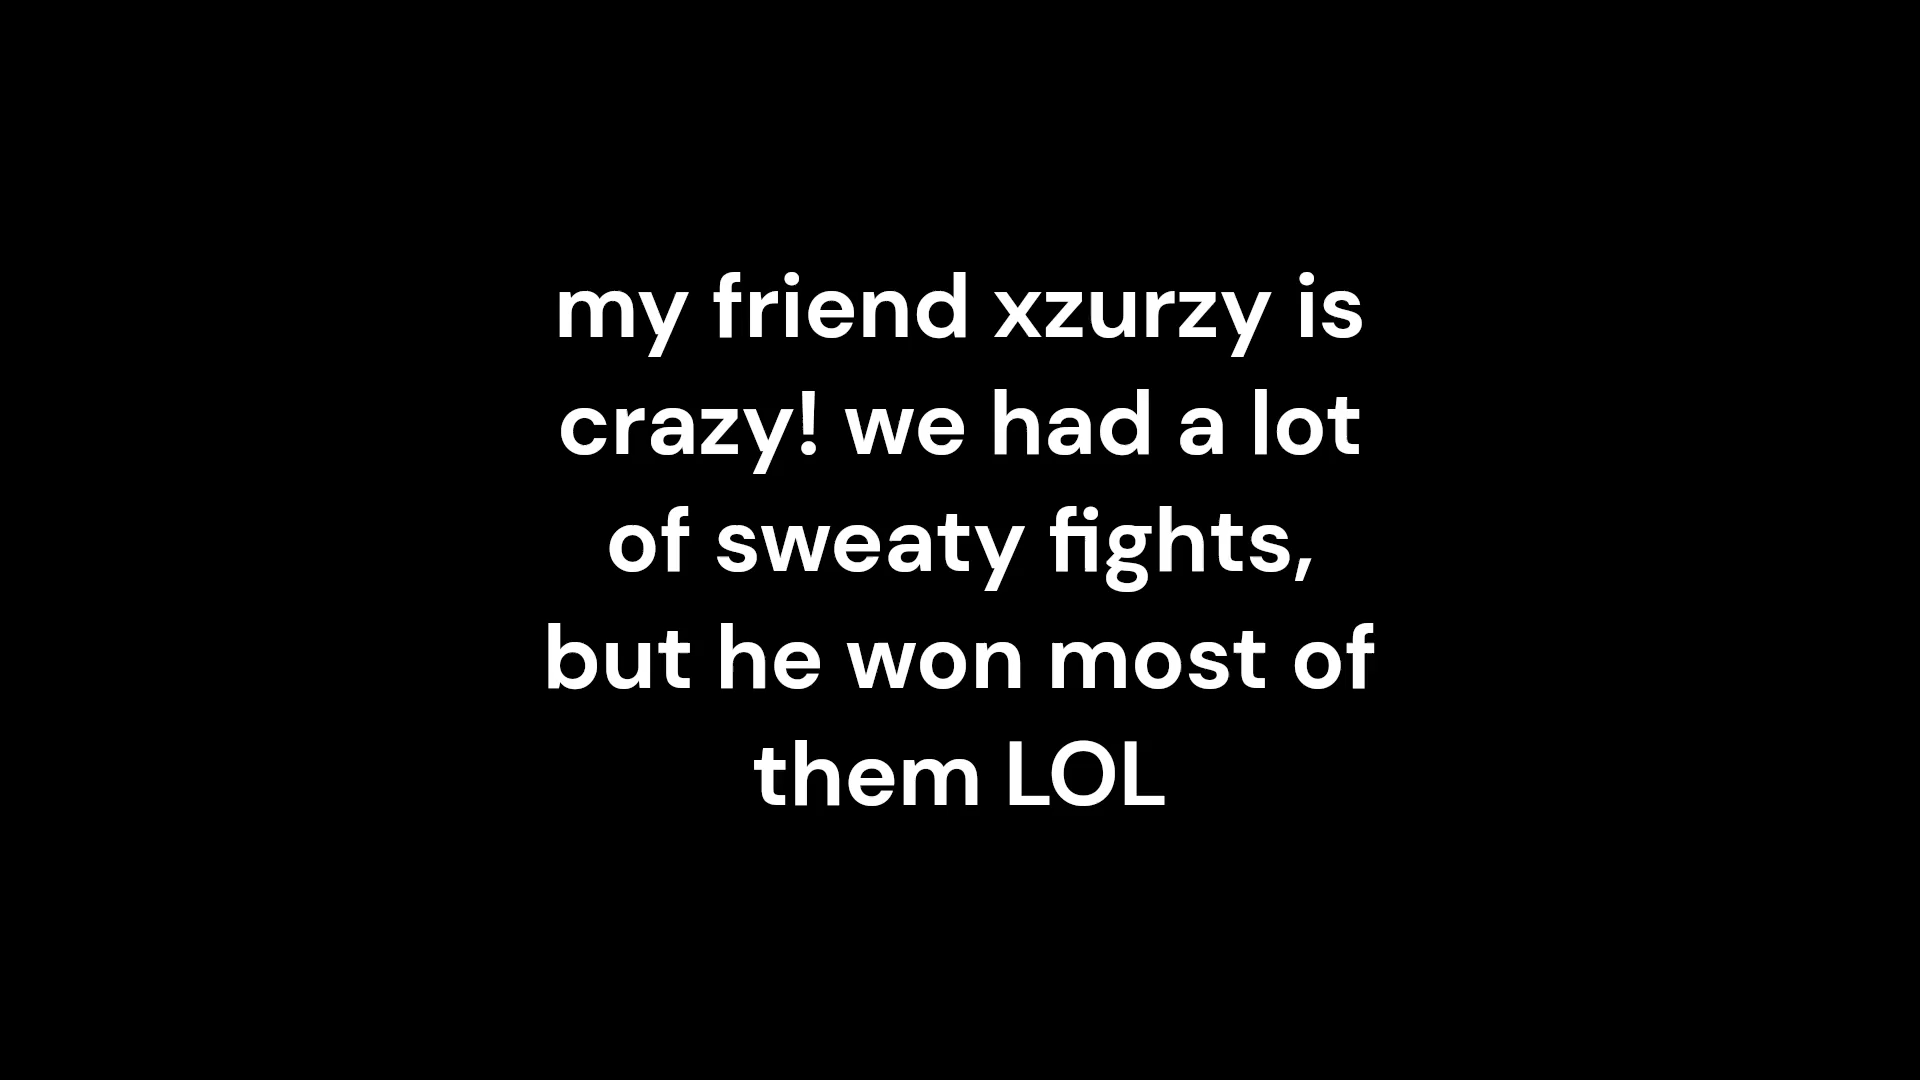 my friend xzurzy is
crazy! we had a lot
of sweaty fights,
but he won most of
them LOL